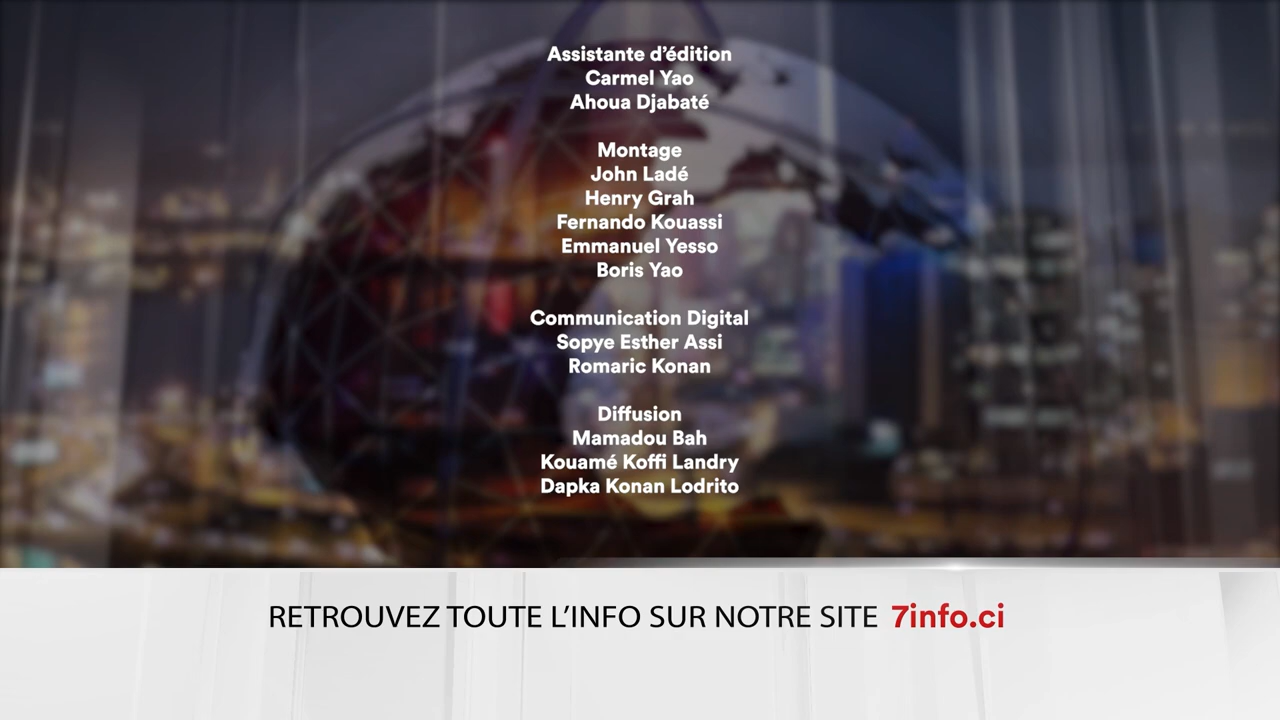 Assistante d’édition
Carmel Yao
Ahoua Djabaté
Montage
John Ladé
Henry Grah
Fernando Kouassi
Emmanuel Yesso
Boris Yao
Communication Digital
Sopye Esther Assi
Romaric Konan
Diffusion
Mamadou Bah
Kouamé Koffi Landry
Dapka Konan Lodrito
RETROUVEZ TOUTE L’INFO SUR NOTRE SITE 7info.ci